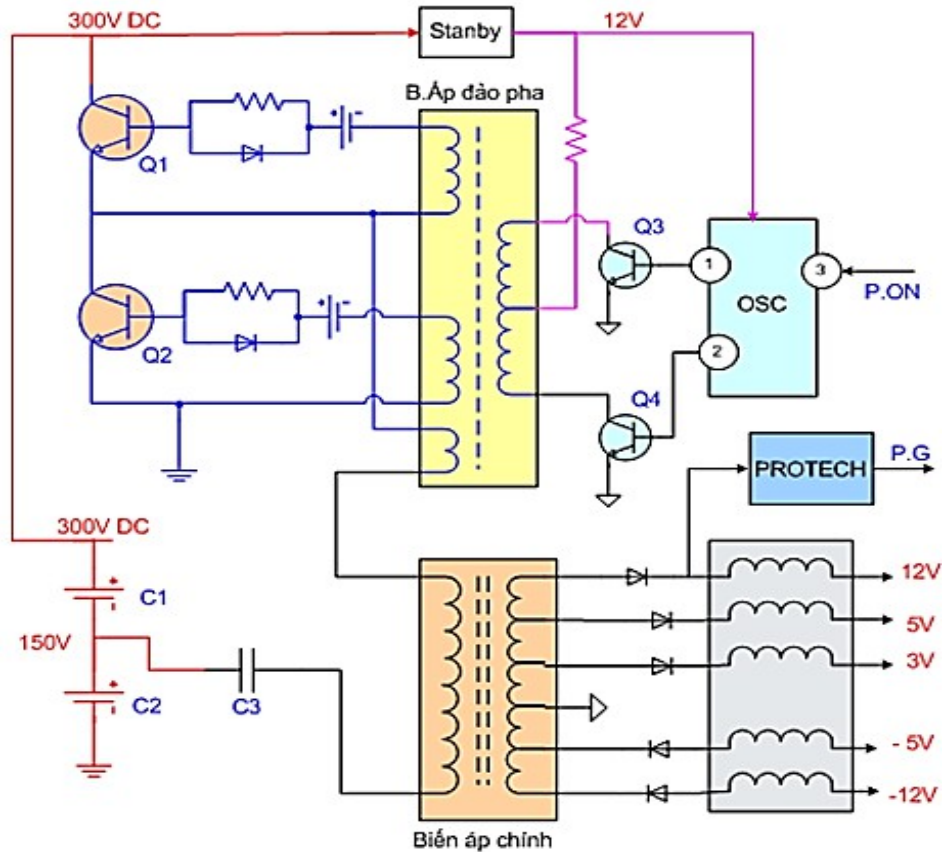 300V DC
Stanby
12V
B.Áp đảo pha
Q1
Q3
1
3
OSC
P.ON
Q2
2
Q4
PROTECH
P.G
300V DC
C1
12V
150V
5V
C2
C3
3V
- 5V
-12V
Biến áp chính